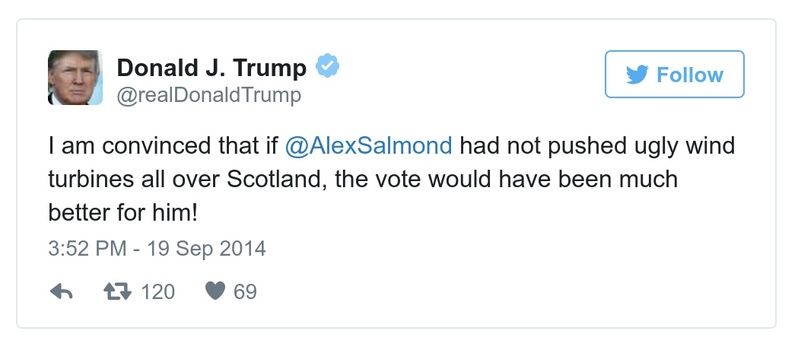 Donald J. Trump
@realDonaldTrump
Follow
I am convinced that if @AlexSalmond had not pushed ugly wind
turbines all over Scotland, the vote would have been much
better for him!
3:52 PM - 19 Sep 2014
120 69